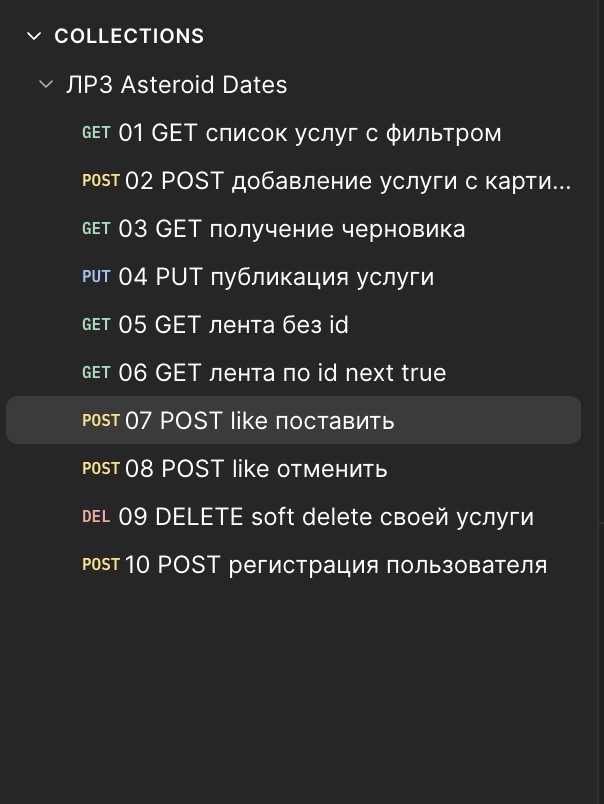 COLLECTIONS
ЛР3 Asteroid Dates
GET 01 GET список услуг с фильтром
POST 02 POST добавление услуги с карти...
GET 03 GET получение черновика
PUT 04 PUT публикация услуги
GET 05 GET лента без id
GET 06 GET лента по id next true
POST 07 POST like поставить
POST 08 POST like отменить
DEL 09 DELETE soft delete своей услуги
POST 10 POST регистрация пользователя